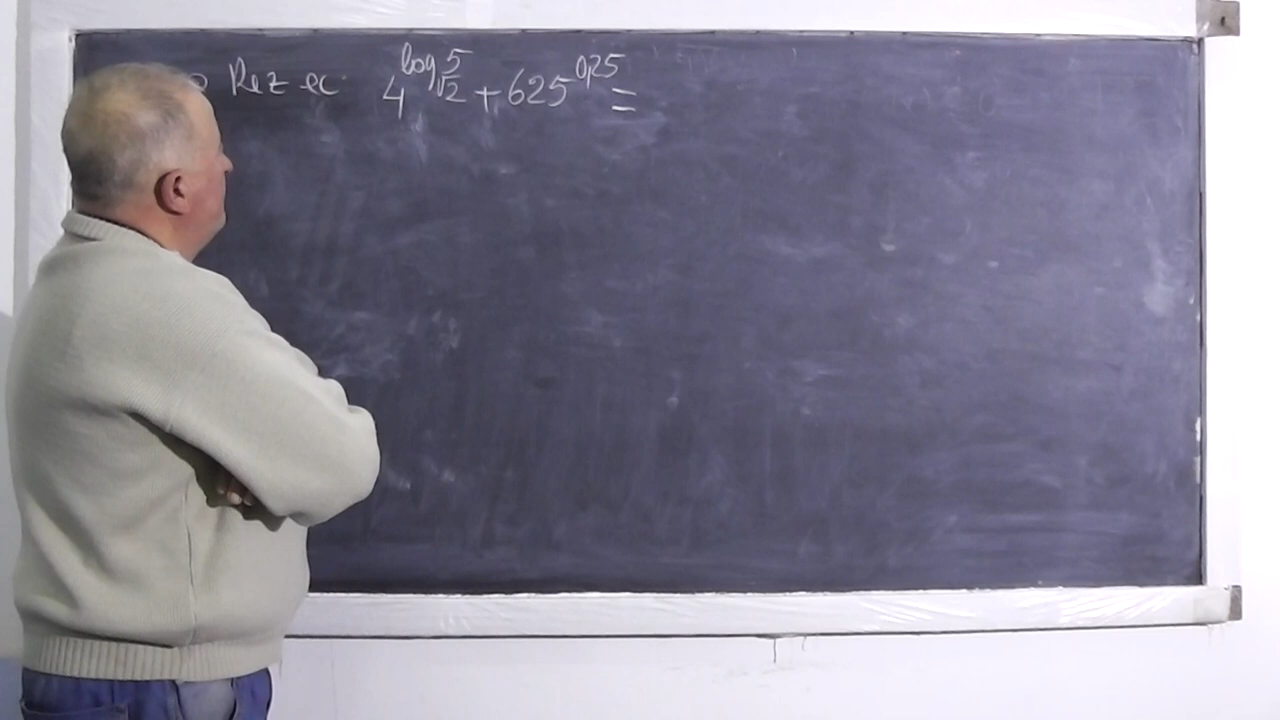 Rez ec 4^{log_{√2} 5} + 625^{0,25} =